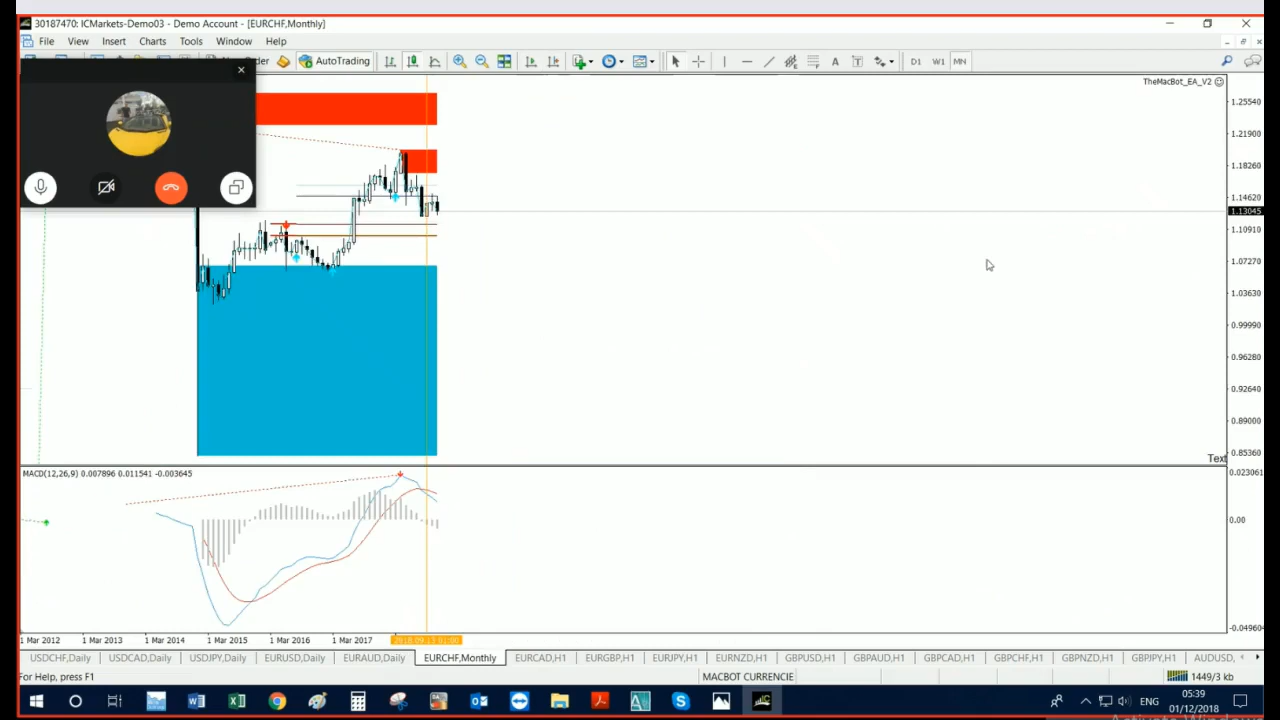 30187470: ICMarkets-Demo03 - Demo Account - [EURCHF,Monthly]
File View Insert Charts Tools Window Help
AutoTrading
A
T
D1 W1 MN
TheMacBot_EA_V2
1.25540
1.21900
1.18260
1.14620
1.13045
1.10910
1.07270
1.03630
0.99990
0.96280
0.92640
0.89000
0.85360
Text
MACD(12,26,9) 0.007896 0.011541 -0.003645
0.023061
0.00
-0.04960
1 Mar 2012 1 Mar 2013 1 Mar 2014 1 Mar 2015 1 Mar 2016 1 Mar 2017
USDCHF,Daily USDCAD,Daily USDJPY,Daily EURUSD,Daily EURAUD,Daily EURCHF,Monthly EURCAD,H1 EURGBP,H1 EURJPY,H1 EURNZD,H1 GBPUSD,H1 GBPAUD,H1 GBPCAD,H1 GBPCHF,H1 GBPNZD,H1 GBPJPY,H1 AUDUSD,
For Help, press F1
MACBOT CURRENCIE
1449/3 kb
ENG
05:39
01/12/2018